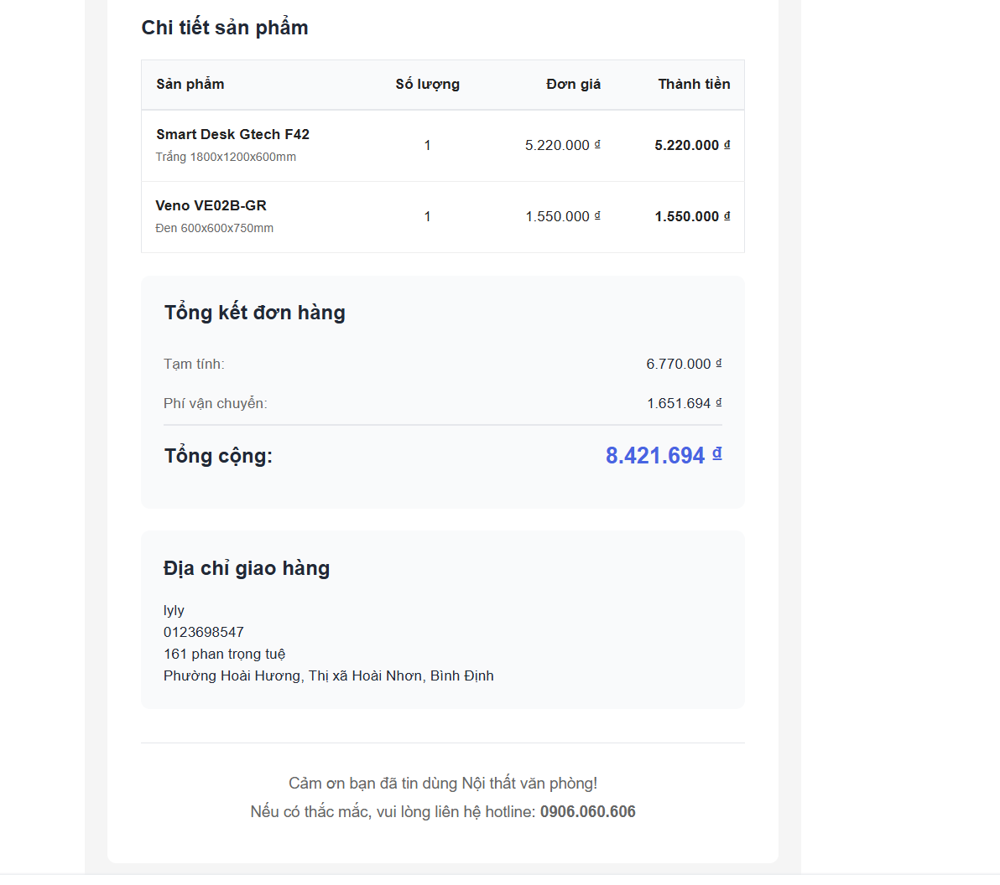 Chi tiết sản phẩm
Sản phẩm Số lượng Đơn giá Thành tiền
Smart Desk Gtech F42
Trắng 1800x1200x600mm
1 5.220.000 ₫ 5.220.000 ₫
Veno VE02B-GR
Đen 600x600x750mm
1 1.550.000 ₫ 1.550.000 ₫
Tổng kết đơn hàng
Tạm tính: 6.770.000 ₫
Phí vận chuyển: 1.651.694 ₫
Tổng cộng: 8.421.694 ₫
Địa chỉ giao hàng
lyly
0123698547
161 phan trọng tuệ
Phường Hoài Hương, Thị xã Hoài Nhơn, Bình Định
Cảm ơn bạn đã tin dùng Nội thất văn phòng!
Nếu có thắc mắc, vui lòng liên hệ hotline: 0906.060.606